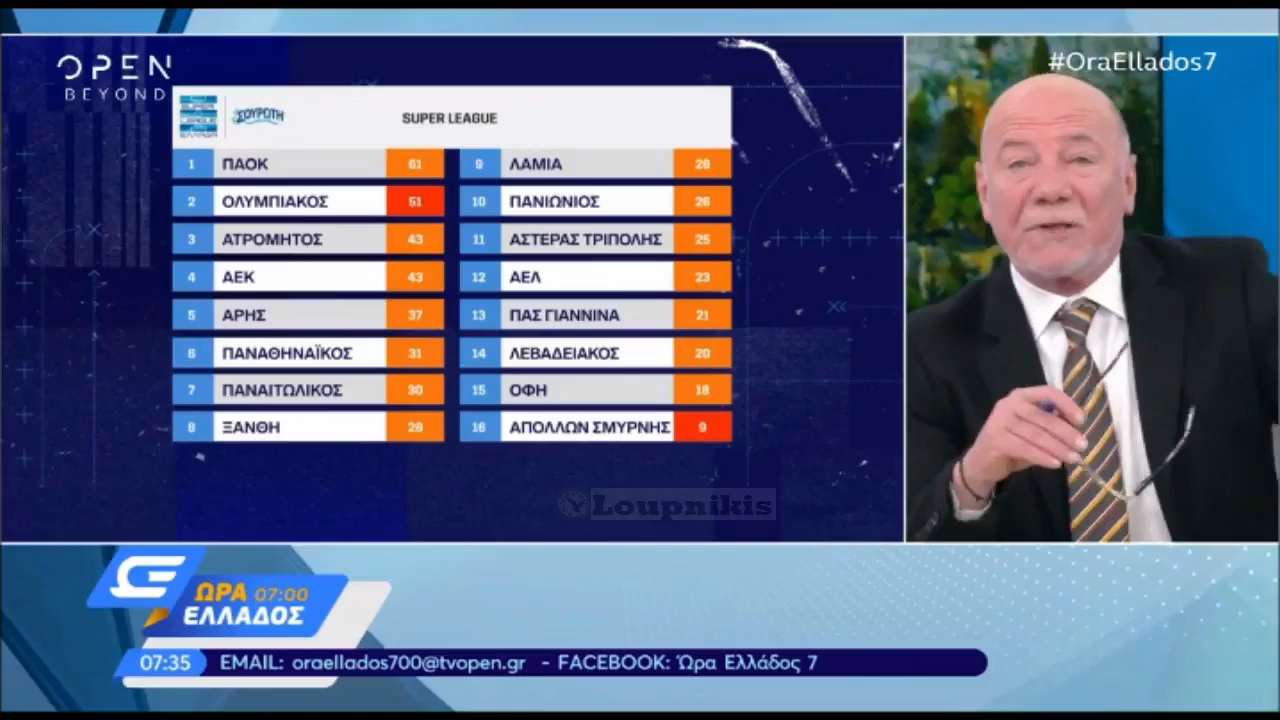 OPEN
BEYOND
#OraEllados7
ΣΟΥΡΩΤΗ
SUPER LEAGUE
1 ΠΑΟΚ 61
2 ΟΛΥΜΠΙΑΚΟΣ 51
3 ΑΤΡΟΜΗΤΟΣ 43
4 ΑΕΚ 43
5 ΑΡΗΣ 37
6 ΠΑΝΑΘΗΝΑΪΚΟΣ 31
7 ΠΑΝΑΙΤΩΛΙΚΟΣ 30
8 ΞΑΝΘΗ 28
9 ΛΑΜΙΑ 28
10 ΠΑΝΙΩΝΙΟΣ 26
11 ΑΣΤΕΡΑΣ ΤΡΙΠΟΛΗΣ 25
12 ΑΕΛ 23
13 ΠΑΣ ΓΙΑΝΝΙΝΑ 21
14 ΛΕΒΑΔΕΙΑΚΟΣ 20
15 ΟΦΗ 18
16 ΑΠΟΛΛΩΝ ΣΜΥΡΝΗΣ 9
Loupnikis
ΩΡΑ 07:00
ΕΛΛΑΔΟΣ
07:35 EMAIL: oraellados700@tvopen.gr - FACEBOOK: Ώρα Ελλάδος 7